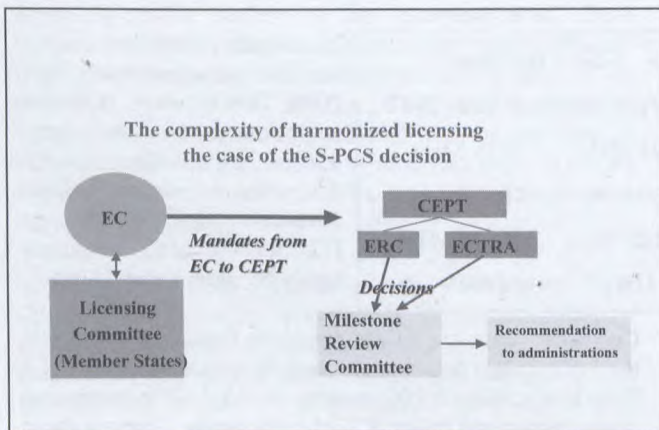 The complexity of harmonized licensing
the case of the S-PCS decision
EC
Mandates from
EC to CEPT
CEPT
ERC
ECTRA
Decisions
Licensing
Committee
(Member States)
Milestone
Review
Committee
Recommendation
to administrations